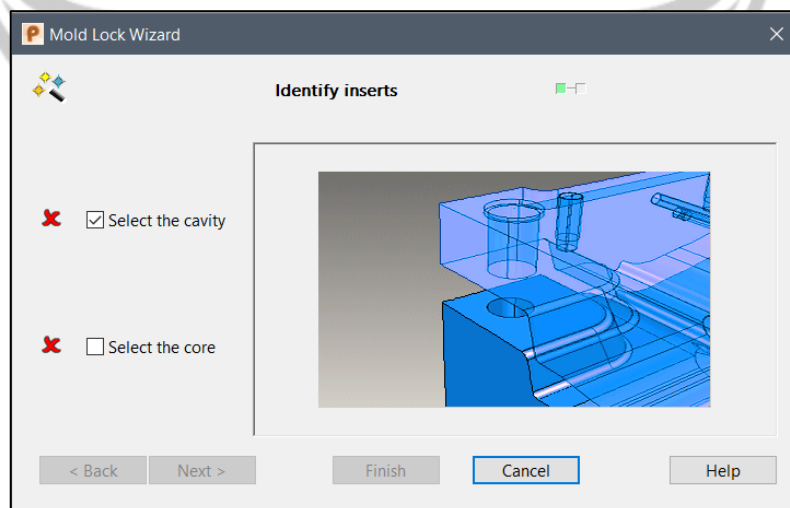 Mold Lock Wizard
Identify inserts
Select the cavity
Select the core
< Back Next > Finish Cancel Help